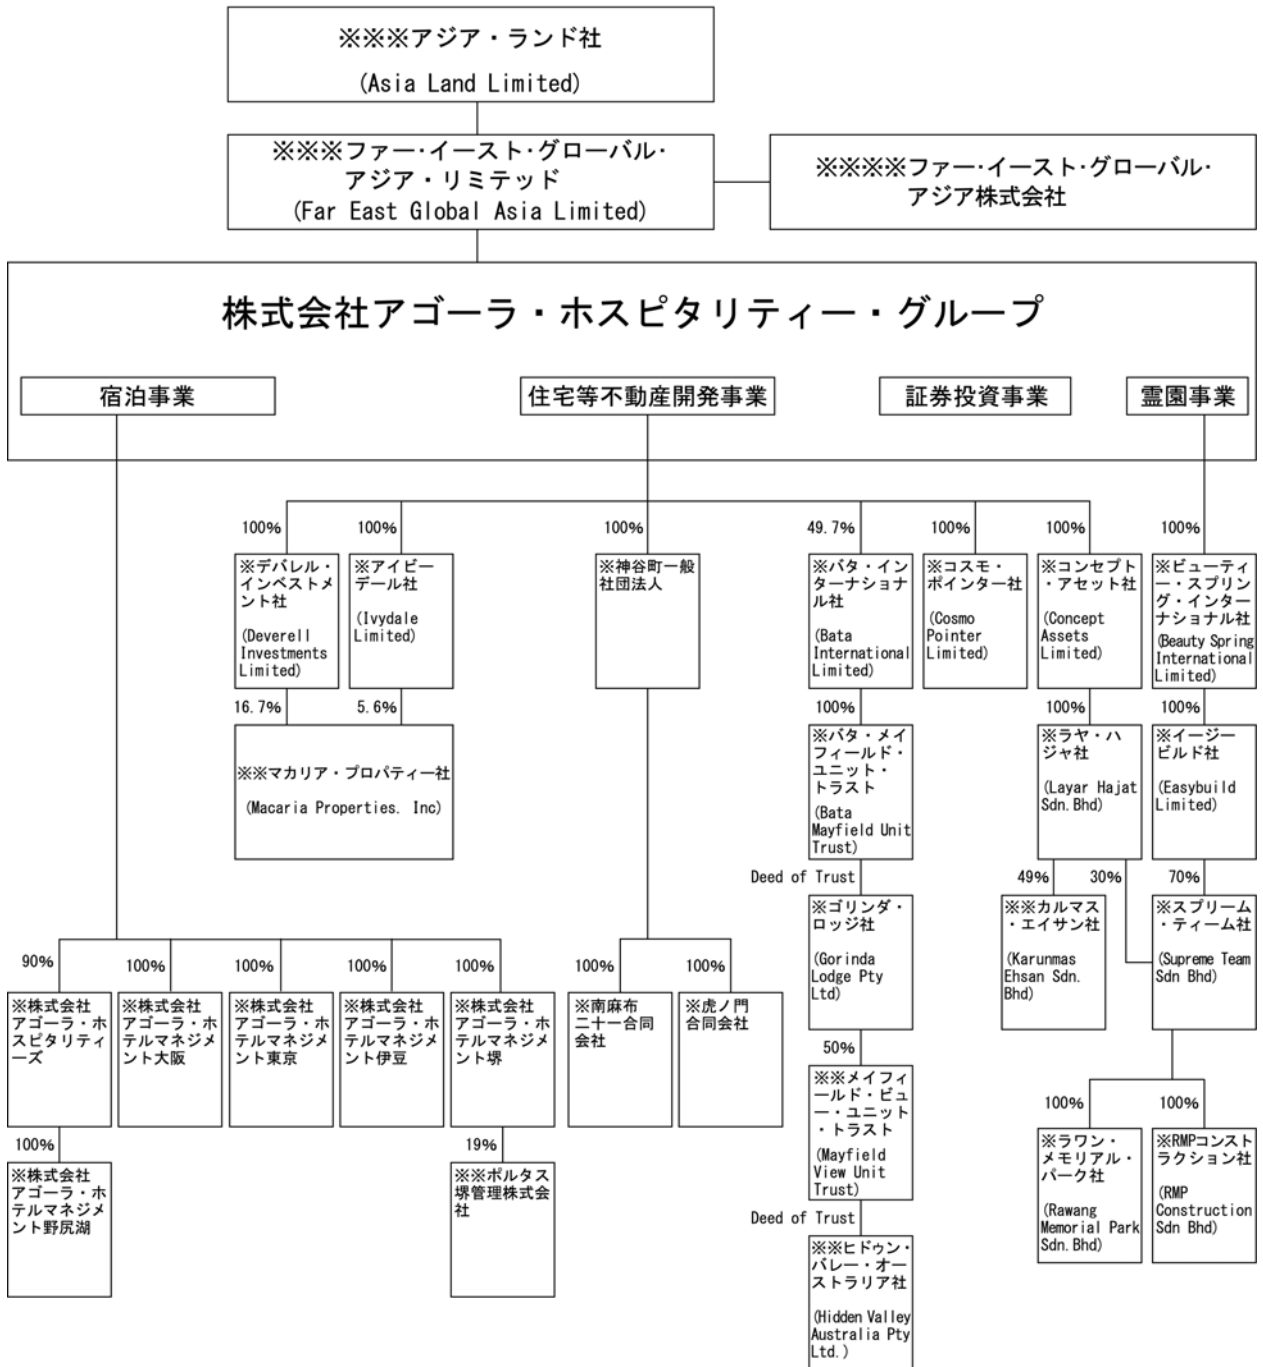 ※※※アジア・ランド社
(Asia Land Limited)
※※※ファー・イースト・グローバル・
アジア・リミテッド
(Far East Global Asia Limited)
※※※※ファー・イースト・グローバル・
アジア株式会社
株式会社アゴーラ・ホスピタリティー・グループ
宿泊事業
住宅等不動産開発事業
証券投資事業
霊園事業
100%
※デバレル・
インベストメ
ント社
(Deverell
Investments
Limited)
100%
※アイビー
デール社
(Ivydale
Limited)
100%
※神谷町一般
社団法人
49.7%
※バタ・イン
ターナショナ
ル社
(Bata
International
Limited)
100%
※コスモ・
ポインター社
(Cosmo
Pointer
Limited)
100%
※コンセプト
・アセット社
(Concept
Assets
Limited)
100%
※ビューティ
ー・スプリン
グ・インター
ナショナル社
(Beauty Spring
International
Limited)
16.7%
5.6%
※※マカリア・プロパティー社
(Macaria Properties. Inc)
100%
※バタ・メイ
フィールド・
ユニット・
トラスト
(Bata
Mayfield Unit
Trust)
100%
※ラヤ・ハ
ジャ社
(Layar Hajat
Sdn.Bhd)
100%
※イージー
ビルド社
(Easybuild
Limited)
Deed of Trust
※ゴリンダ・
ロッジ社
(Gorinda
Lodge Pty
Ltd)
49%
※※カルマス
・エイサン社
(Karunmas
Ehsan Sdn.
Bhd)
30%
70%
※スプリーム
・ティーム社
(Supreme Team
Sdn Bhd)
90%
※株式会社
アゴーラ・ホ
スピタリティ
ーズ
100%
※株式会社
アゴーラ・ホ
テルマネジメ
ント大阪
100%
※株式会社
アゴーラ・ホ
テルマネジメ
ント東京
100%
※株式会社
アゴーラ・ホ
テルマネジメ
ント伊豆
100%
※株式会社
アゴーラ・ホ
テルマネジメ
ント堺
100%
※南麻布
二十一合同
会社
100%
※虎ノ門
合同会社
50%
※※メイフィ
ールド・ビュ
ー・ユニット
・トラスト
(Mayfield
View Unit
Trust)
100%
※ラワン・
メモリアル・
パーク社
(Rawang
Memorial Park
Sdn.Bhd)
100%
※RMPコンスト
ラクション社
(RMP
Construction
Sdn Bhd)
100%
※株式会社
アゴーラ・ホ
テルマネジメ
ント野尻湖
19%
※※ポルタス
堺管理株式会
社
Deed of Trust
※※ヒドゥン・
バレー・オー
ストラリア社
(Hidden Valley
Australia Pty
Ltd.)